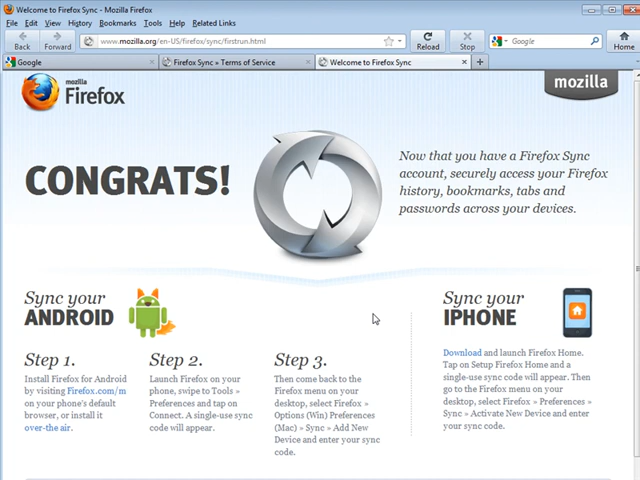 Welcome to Firefox Sync - Mozilla Firefox
File Edit View History Bookmarks Tools Help Related Links
Back Forward www.mozilla.org/en-US/firefox/sync/firstrun.html Reload Stop Google Home
Google Firefox Sync » Terms of Service Welcome to Firefox Sync
mozilla
Firefox
mozilla
CONGRATS!
Now that you have a Firefox Sync
account, securely access your Firefox
history, bookmarks, tabs and
passwords across your devices.
Sync your
ANDROID
Step 1.
Install Firefox for Android
by visiting Firefox.com/m
on your phone's default
browser, or install it
over-the air.
Step 2.
Launch Firefox on your
phone, swipe to Tools »
Preferences and tap on
Connect. A single-use sync
code will appear.
Step 3.
Then come back to the
Firefox menu on your
desktop, select Firefox »
Options (Win) Preferences
(Mac) » Sync » Add New
Device and enter your sync
code.
Sync your
IPHONE
Download and launch Firefox Home.
Tap on Setup Firefox Home and a
single-use sync code will appear. Then
go to the Firefox menu on your
desktop, select Firefox » Preferences »
Sync » Activate New Device and enter
your sync code.